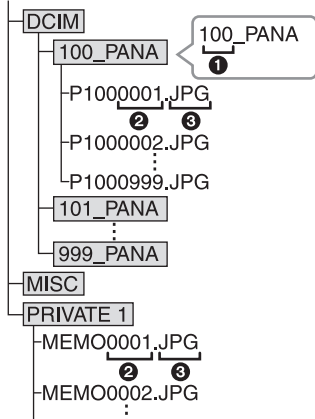 DCIM
100_PANA
100_PANA
❶
P1000001.JPG
❷ ❸
P1000002.JPG
P1000999.JPG
101_PANA
999_PANA
MISC
PRIVATE 1
MEMO0001.JPG
❷ ❸
MEMO0002.JPG